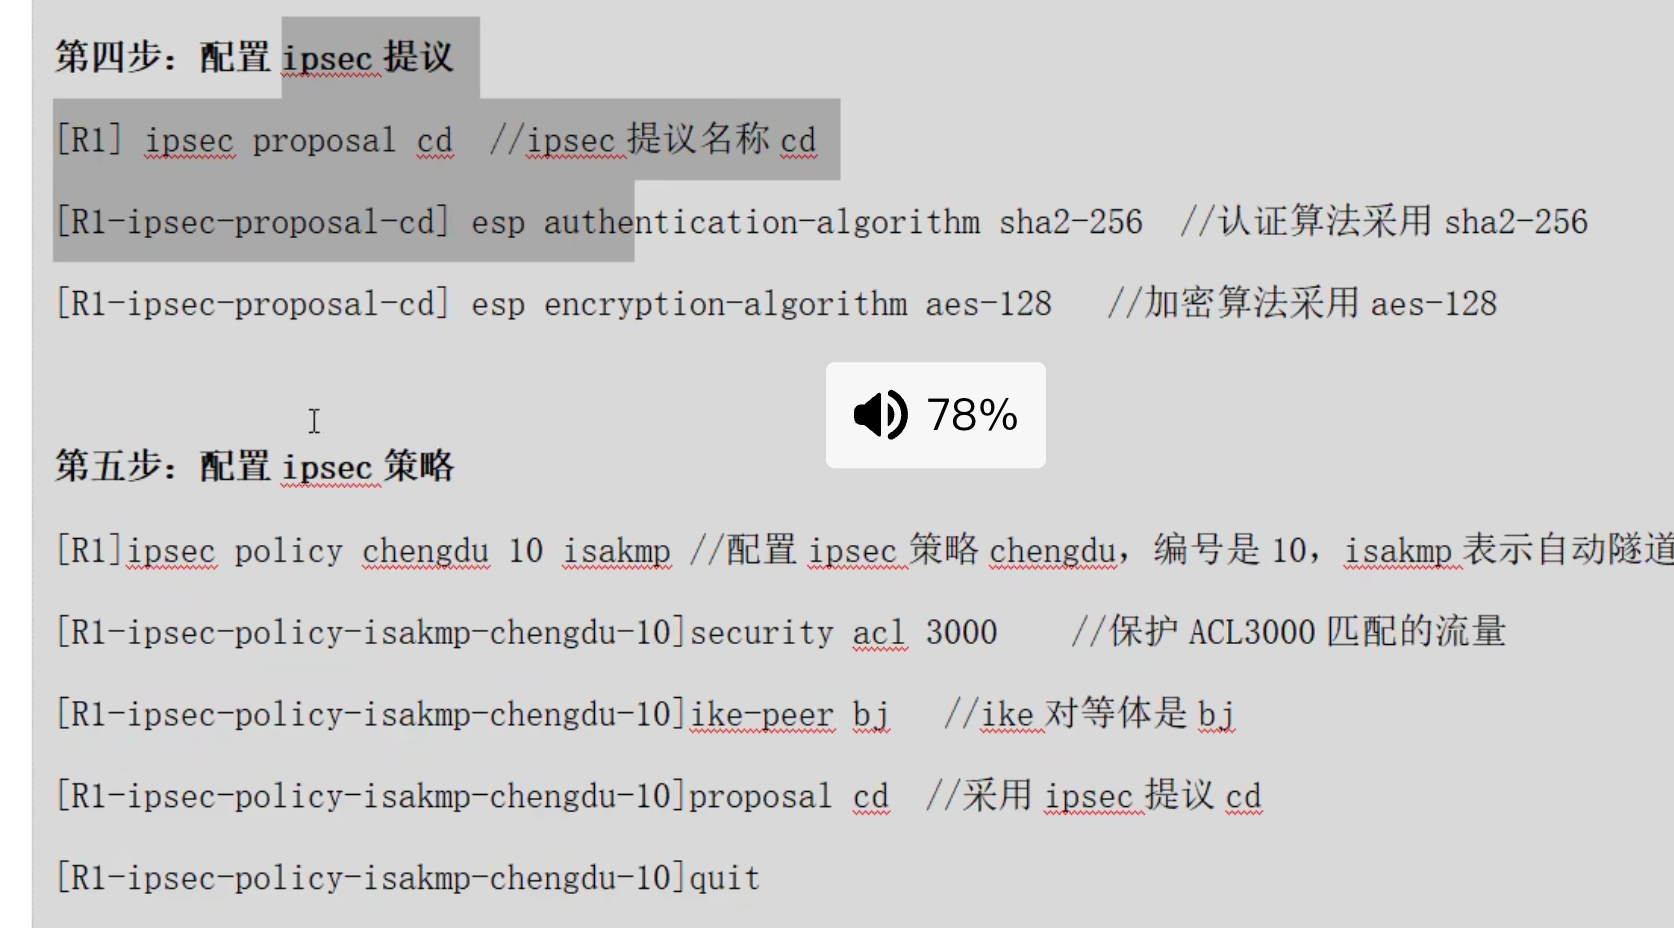 第四步：配置 ipsec 提议
[R1] ipsec proposal cd  //ipsec 提议名称 cd
[R1-ipsec-proposal-cd] esp authentication-algorithm sha2-256  //认证算法采用 sha2-256
[R1-ipsec-proposal-cd] esp encryption-algorithm aes-128   //加密算法采用 aes-128
78%
第五步：配置 ipsec 策略
[R1]ipsec policy chengdu 10 isakmp //配置 ipsec 策略 chengdu，编号是 10，isakmp 表示自动隧道
[R1-ipsec-policy-isakmp-chengdu-10]security acl 3000    //保护 ACL3000 匹配的流量
[R1-ipsec-policy-isakmp-chengdu-10]ike-peer bj   //ike 对等体是 bj
[R1-ipsec-policy-isakmp-chengdu-10]proposal cd  //采用 ipsec 提议 cd
[R1-ipsec-policy-isakmp-chengdu-10]quit